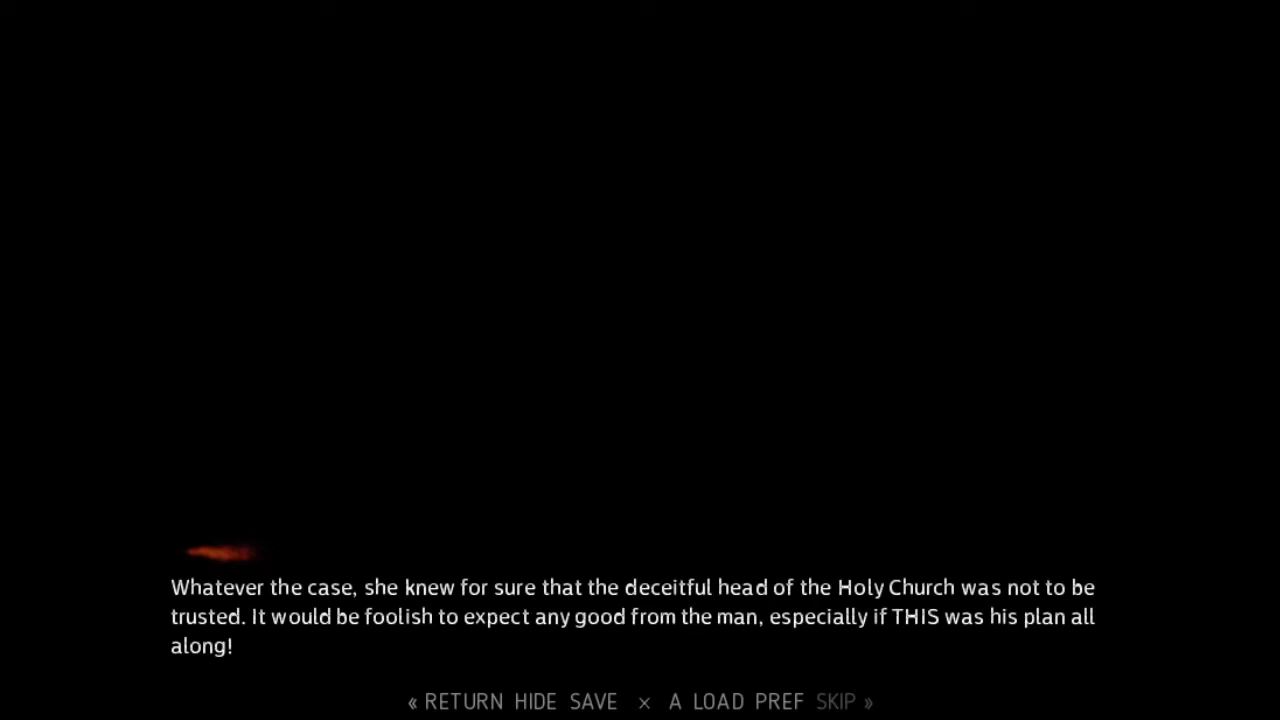 Whatever the case, she knew for sure that the deceitful head of the Holy Church was not to be
trusted. It would be foolish to expect any good from the man, especially if THIS was his plan all
along!
« RETURN HIDE SAVE × A LOAD PREF SKIP »